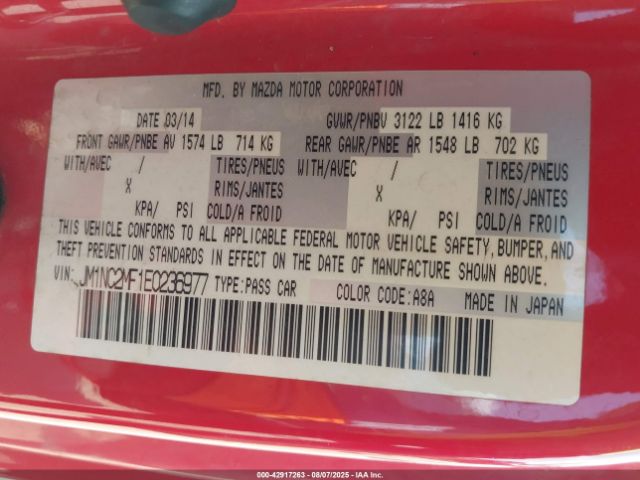 MFD. BY MAZDA MOTOR CORPORATION
DATE 03/14 GVWR/PNBV 3122 LB 1416 KG
FRONT GAWR/PNBE AV 1574 LB 714 KG REAR GAWR/PNBE AR 1548 LB 702 KG
WITH/AVEC / TIRES/PNEUS WITH/AVEC / TIRES/PNEUS
X RIMS/JANTES X RIMS/JANTES
KPA/ PSI COLD/A FROID KPA/ PSI COLD/A FROID
THIS VEHICLE CONFORMS TO ALL APPLICABLE FEDERAL MOTOR VEHICLE SAFETY, BUMPER, AND
THEFT PREVENTION STANDARDS IN EFFECT ON THE DATE OF MANUFACTURE SHOWN ABOVE.
VIN: JM1NC2MF1E0236977 TYPE: PASS CAR COLOR CODE: A8A MADE IN JAPAN
000-42917263 - 08/07/2025 - IAA, Inc.